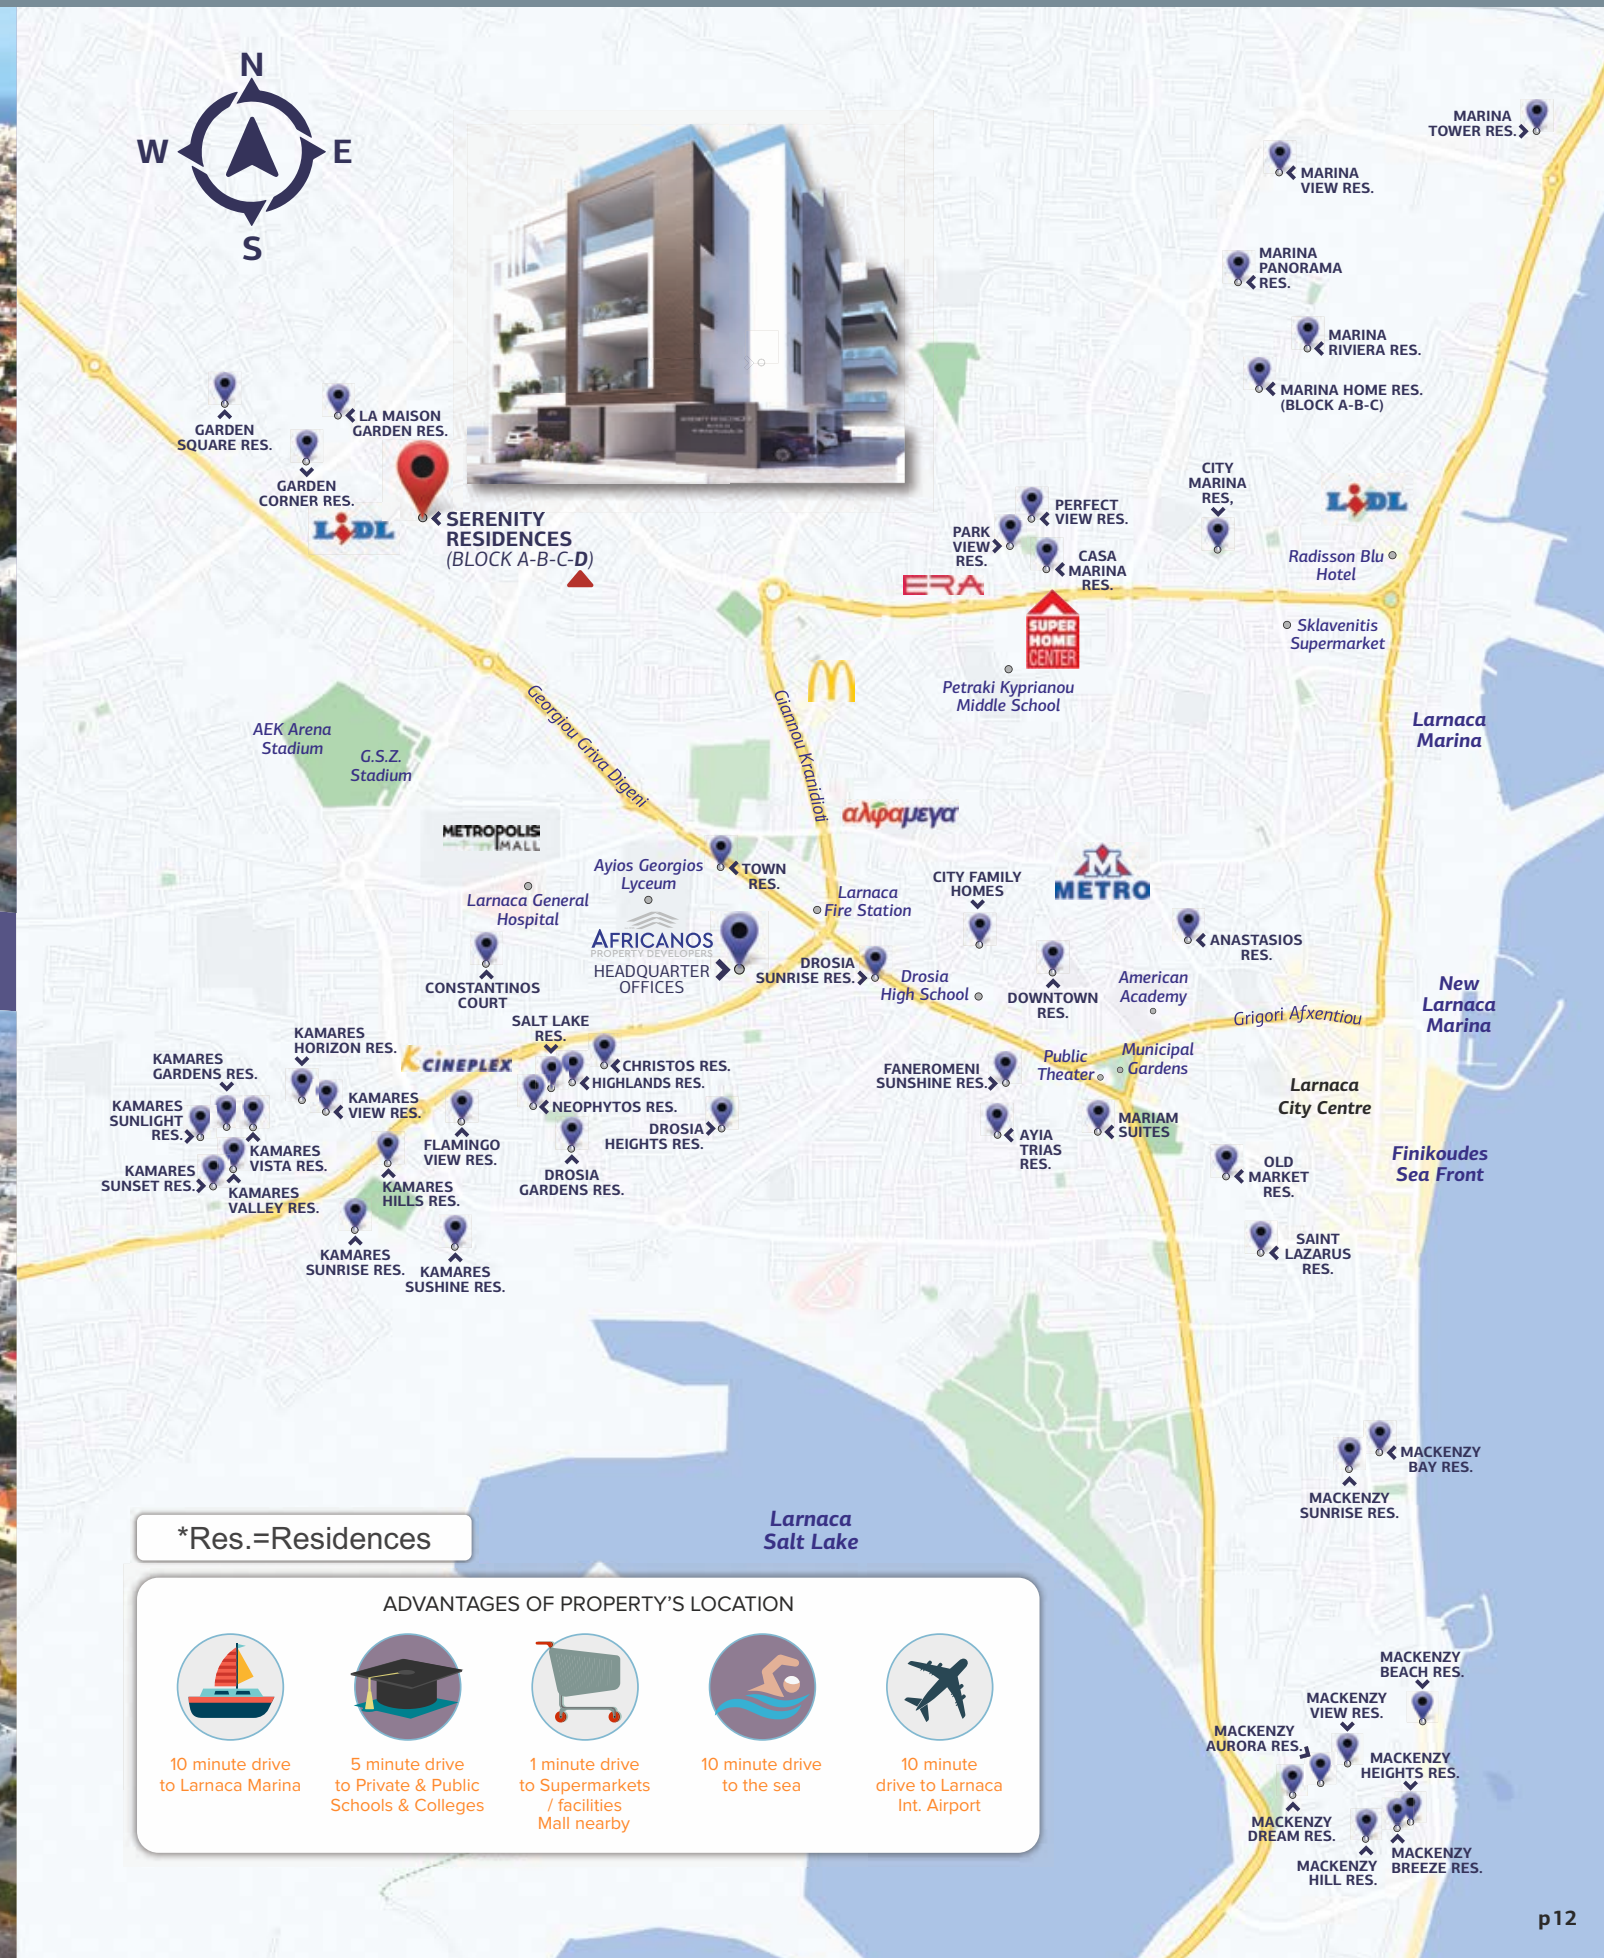 N
W
E
S
MARINA
TOWER RES.
MARINA
VIEW RES.
MARINA
PANORAMA
RES.
MARINA
RIVIERA RES.
MARINA HOME RES.
(BLOCK A-B-C)
GARDEN
SQUARE RES.
LA MAISON
GARDEN RES.
GARDEN
CORNER RES.
LiDL
SERENITY
RESIDENCES
(BLOCK A-B-C-D)
CITY
MARINA
RES,
LiDL
PERFECT
VIEW RES.
PARK
VIEW
RES.
CASA
MARINA
RES.
Radisson Blu
Hotel
ERA
SUPER
HOME
CENTER
Sklavenitis
Supermarket
Petraki Kyprianou
Middle School
Georgiou Griva Digeni
Giannou Kranidioti
AEK Arena
Stadium
G.S.Z.
Stadium
Larnaca
Marina
αλφαμεγα
METROPOLIS
MALL
Ayios Georgios
Lyceum
TOWN
RES.
Larnaca General
Hospital
Larnaca
Fire Station
CITY FAMILY
HOMES
METRO
AFRICANOS
PROPERTY DEVELOPERS
HEADQUARTER
OFFICES
CONSTANTINOS
COURT
DROSIA
SUNRISE RES.
Drosia
High School
DOWNTOWN
RES.
American
Academy
ANASTASIOS
RES.
New
Larnaca
Marina
Grigori Afxentiou
SALT LAKE
RES.
KAMARES
HORIZON RES.
K CINEPLEX
CHRISTOS RES.
HIGHLANDS RES.
NEOPHYTOS RES.
KAMARES
GARDENS RES.
KAMARES
SUNLIGHT
RES.
KAMARES
VIEW RES.
FLAMINGO
VIEW RES.
DROSIA
HEIGHTS RES.
DROSIA
GARDENS RES.
KAMARES
VISTA RES.
KAMARES
SUNSET RES.
KAMARES
VALLEY RES.
KAMARES
HILLS RES.
KAMARES
SUNRISE RES.
KAMARES
SUSHINE RES.
FANEROMENI
SUNSHINE RES.
Public
Theater
Municipal
Gardens
AYIA
TRIAS
RES.
MARIAM
SUITES
Larnaca
City Centre
Finikoudes
Sea Front
OLD
MARKET
RES.
SAINT
LAZARUS
RES.
MACKENZY
BAY RES.
MACKENZY
SUNRISE RES.
Larnaca
Salt Lake
*Res.=Residences
ADVANTAGES OF PROPERTY'S LOCATION
10 minute drive
to Larnaca Marina
5 minute drive
to Private & Public
Schools & Colleges
1 minute drive
to Supermarkets
/ facilities
Mall nearby
10 minute drive
to the sea
10 minute
drive to Larnaca
Int. Airport
MACKENZY
BEACH RES.
MACKENZY
VIEW RES.
MACKENZY
AURORA RES.
MACKENZY
HEIGHTS RES.
MACKENZY
DREAM RES.
MACKENZY
HILL RES.
MACKENZY
BREEZE RES.
p12